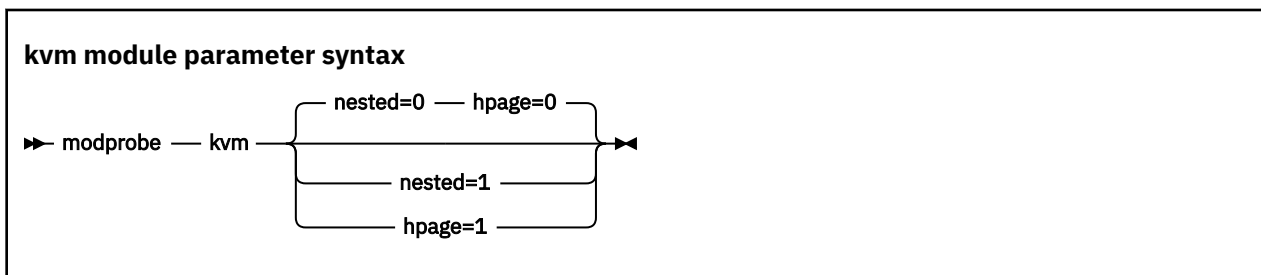 kvm module parameter syntax
nested=0 hpage=0
modprobe kvm
nested=1
hpage=1